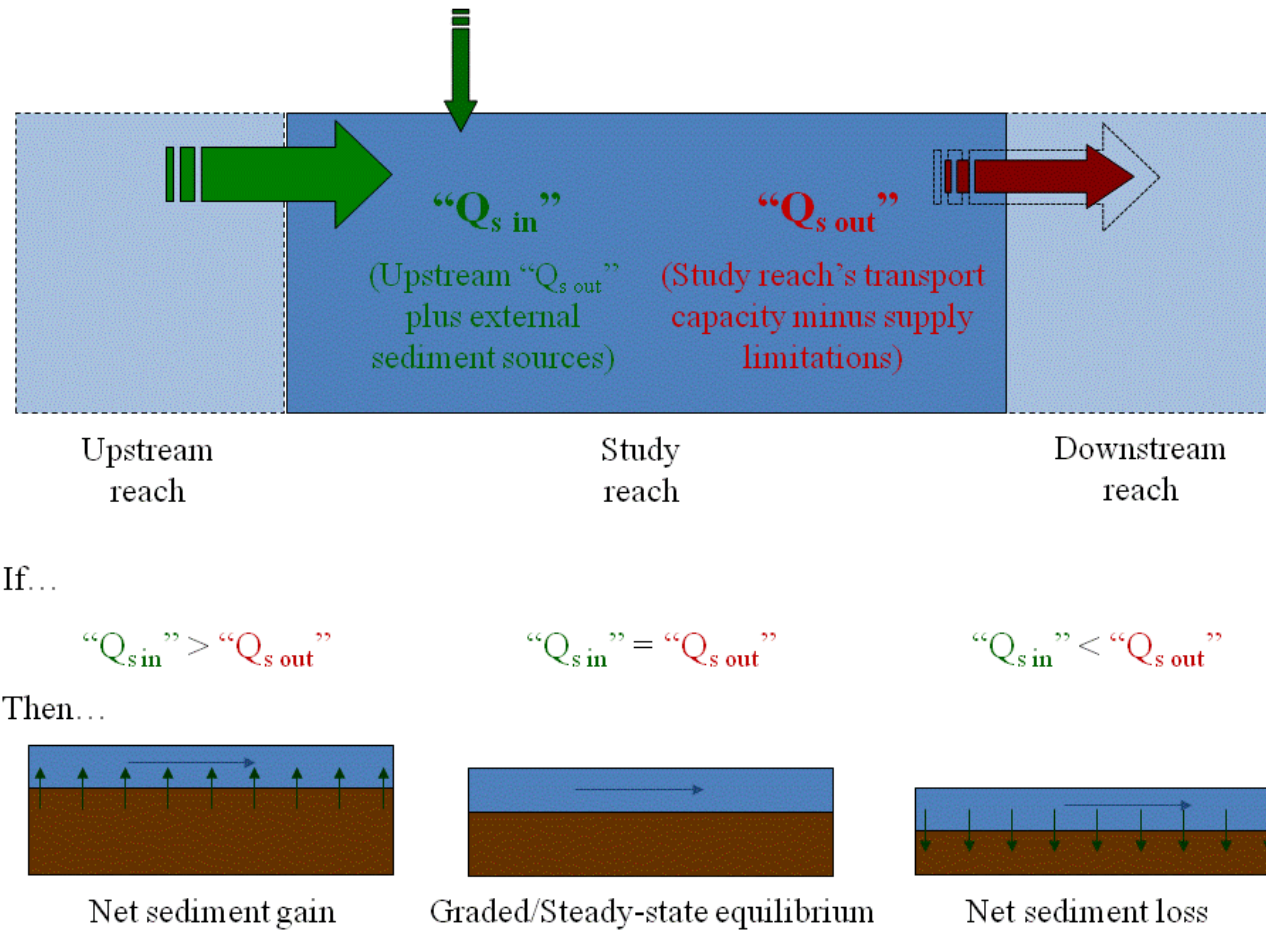 “Qs in”
“Qs out”
(Upstream “Qs out”
plus external
sediment sources)
(Study reach’s transport
capacity minus supply
limitations)
Upstream
reach
Study
reach
Downstream
reach
If…
“Qs in” > “Qs out”
“Qs in” = “Qs out”
“Qs in” < “Qs out”
Then…
Net sediment gain
Graded/Steady-state equilibrium
Net sediment loss